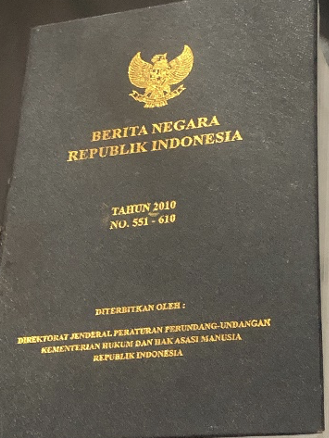 BERITA NEGARA
REPUBLIK INDONESIA
TAHUN 2010
NO. 551 - 610
DITERBITKAN OLEH :
DIREKTORAT JENDERAL PERATURAN PERUNDANG-UNDANGAN
KEMENTERIAN HUKUM DAN HAK ASASI MANUSIA
REPUBLIK INDONESIA